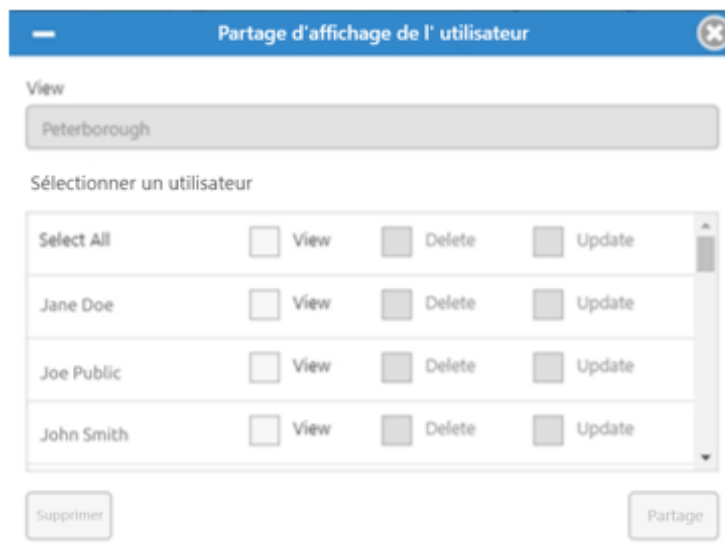 Partage d'affichage de l' utilisateur
View
Peterborough
Sélectionner un utilisateur
Select All View Delete Update
Jane Doe View Delete Update
Joe Public View Delete Update
John Smith View Delete Update
Supprimer Partage